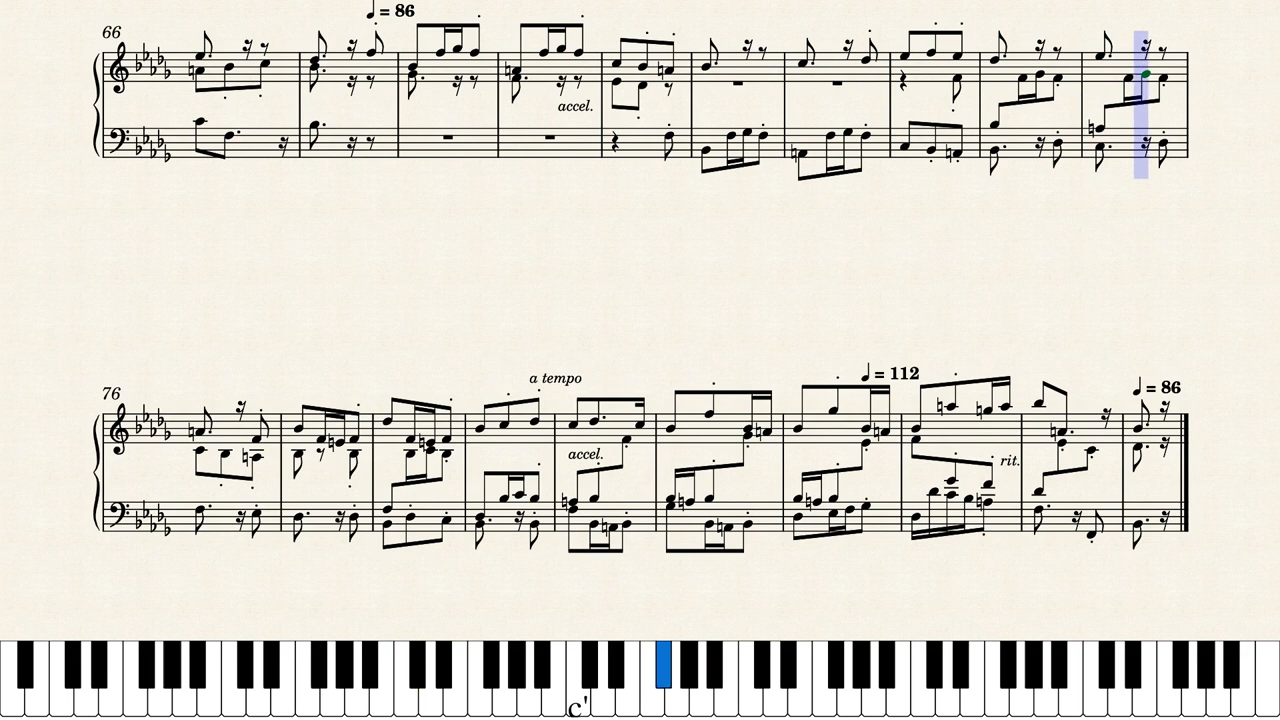 ♩ = 86
66
accel.
a tempo
♩ = 112
76
♩ = 86
accel.
rit.
c'